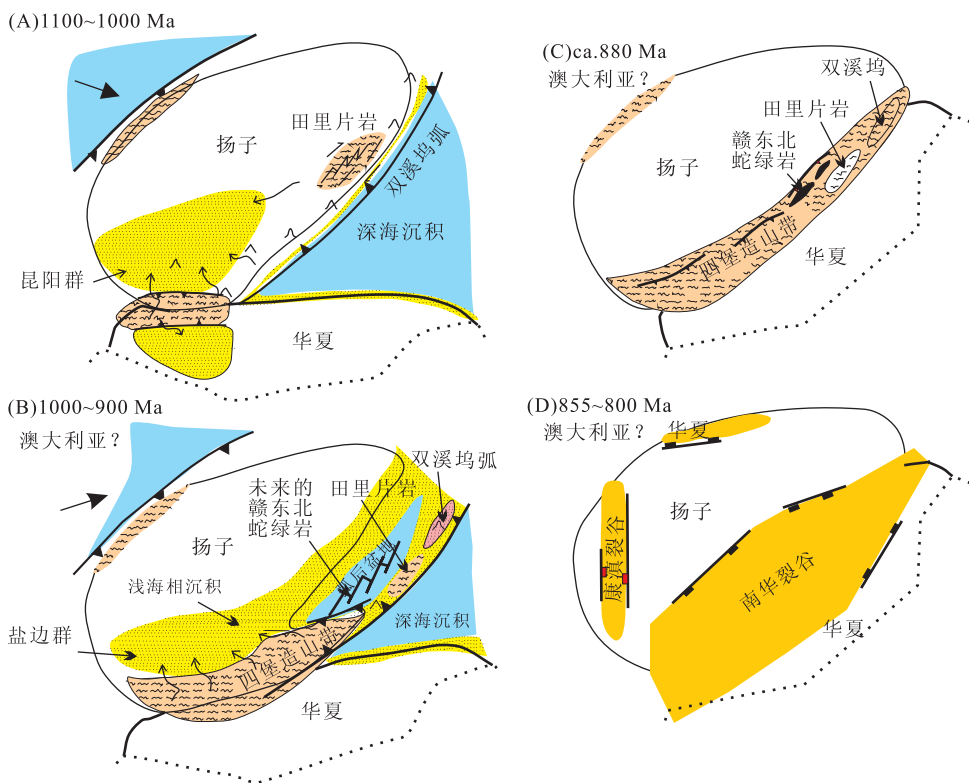 (A)1100~1000 Ma
扬子
田里片岩
双溪坞弧
深海沉积
昆阳群
华夏
(B)1000~900 Ma
澳大利亚?
双溪坞弧
未来的
赣东北
蛇绿岩
田里片岩
扬子
弧后盆地
浅海相沉积
深海沉积
盐边群
四堡造山带
华夏
(C)ca.880 Ma
澳大利亚?
双溪坞
田里片岩
赣东北
蛇绿岩
扬子
四堡造山带
华夏
(D)855~800 Ma
澳大利亚?
华夏
扬子
康滇裂谷
南华裂谷
华夏